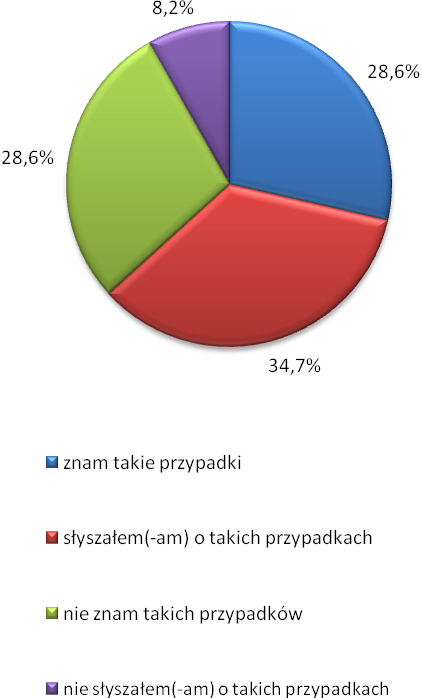 8,2%
28,6%
28,6%
34,7%
znam takie przypadki
słyszałem(-am) o takich przypadkach
nie znam takich przypadków
nie słyszałem(-am) o takich przypadkach